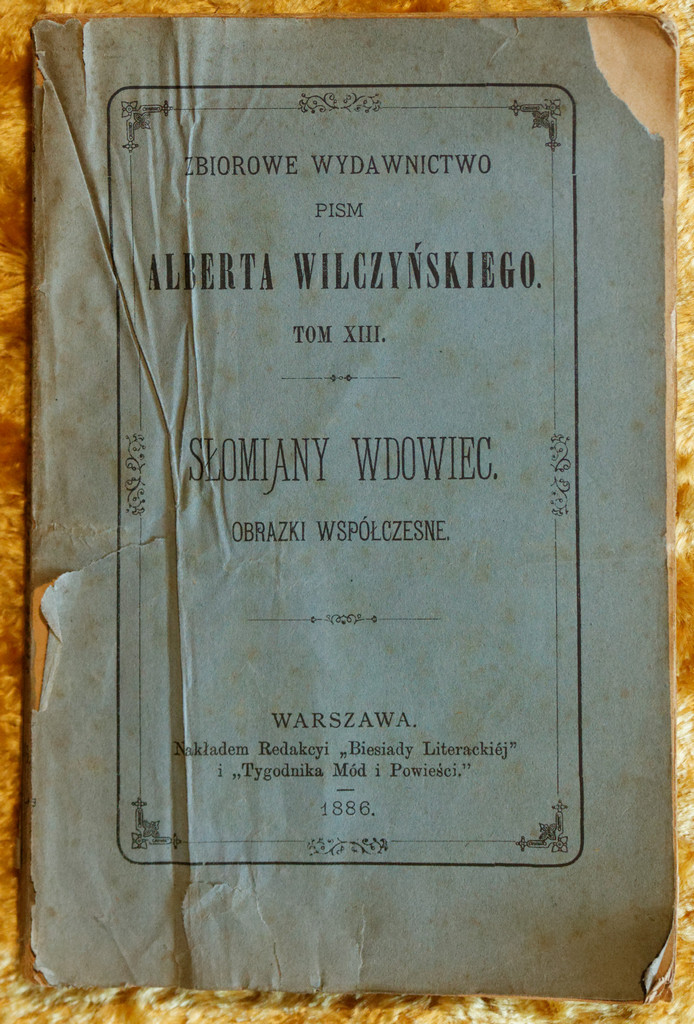 ZBIOROWE WYDAWNICTWO
PISM
ALBERTA WILCZYŃSKIEGO.
TOM XIII.
SŁOMIANY WDOWIEC.
OBRAZKI WSPÓŁCZESNE.
WARSZAWA.
Nakładem Redakcyi „Biesiady Literackiéj”
i „Tygodnika Mód i Powieści.”
1886.